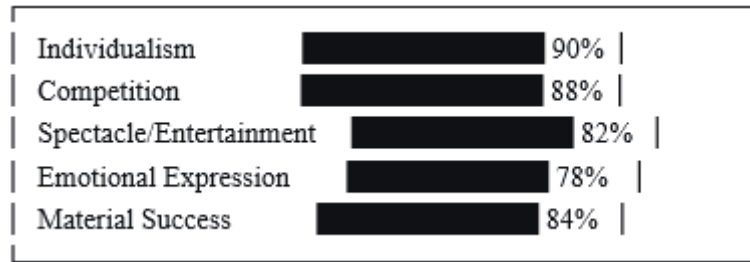 Individualism 90%
Competition 88%
Spectacle/Entertainment 82%
Emotional Expression 78%
Material Success 84%